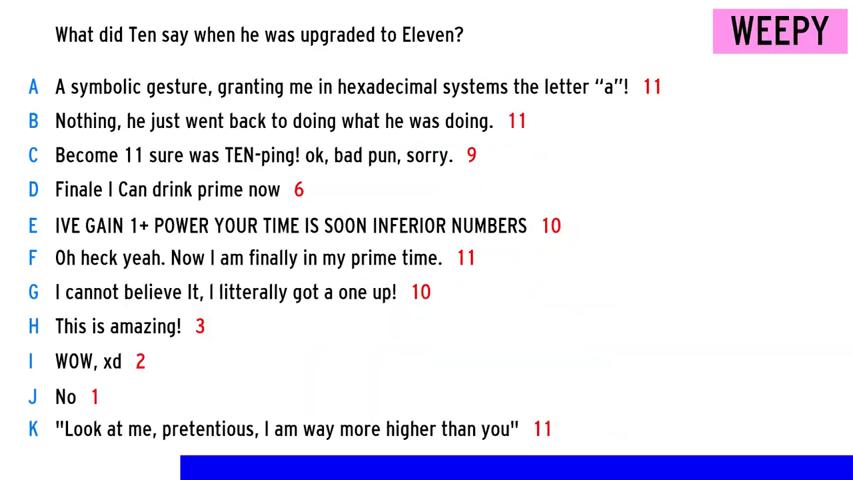 What did Ten say when he was upgraded to Eleven?
WEEPY
A A symbolic gesture, granting me in hexadecimal systems the letter “a”! 11
B Nothing, he just went back to doing what he was doing. 11
C Become 11 sure was TEN-ping! ok, bad pun, sorry. 9
D Finale I Can drink prime now 6
E IVE GAIN 1+ POWER YOUR TIME IS SOON INFERIOR NUMBERS 10
F Oh heck yeah. Now I am finally in my prime time. 11
G I cannot believe It, I litterally got a one up! 10
H This is amazing! 3
I WOW, xd 2
J No 1
K "Look at me, pretentious, I am way more higher than you" 11